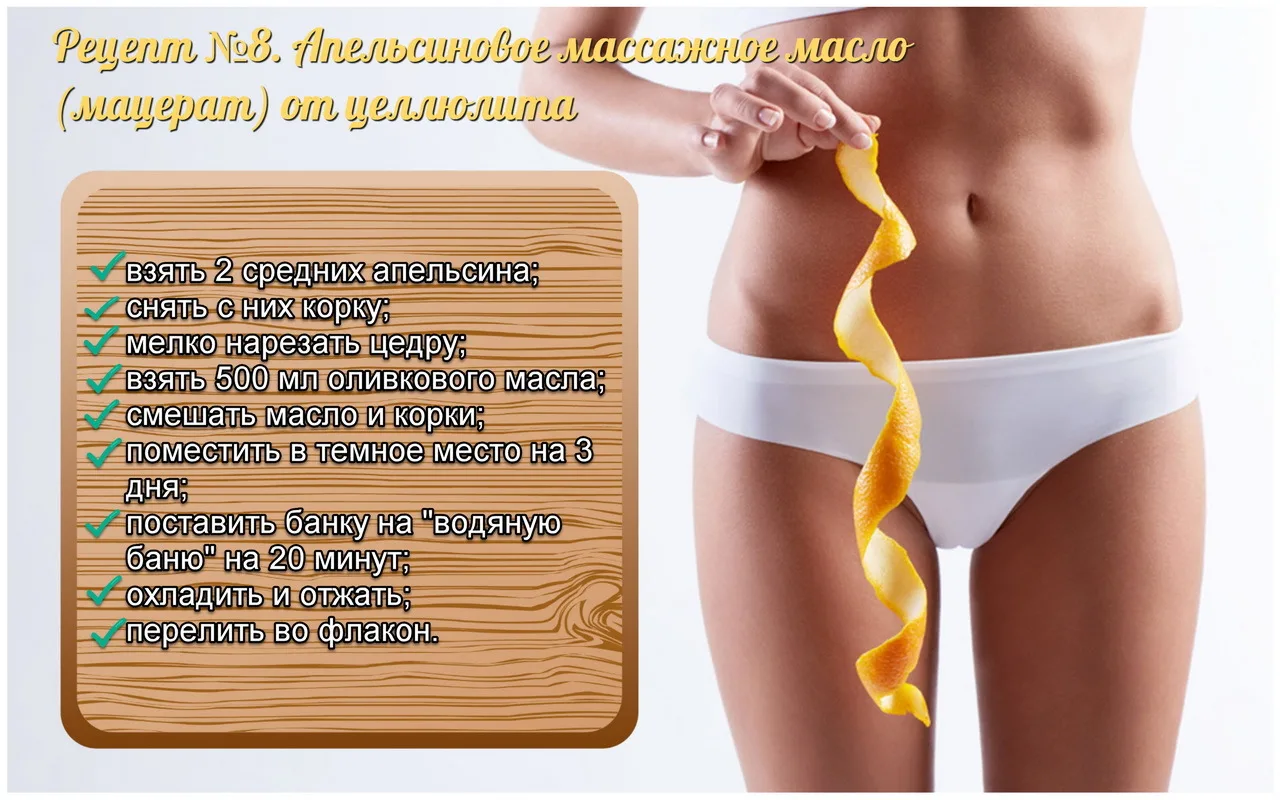 Рецепт №8. Апельсиновое массажное масло
(мацерат) от целлюлита
взять 2 средних апельсина;
снять с них корку;
мелко нарезать цедру;
взять 500 мл оливкового масла;
смешать масло и корки;
поместить в темное место на 3
дня;
поставить банку на "водяную
баню" на 20 минут;
охладить и отжать;
перелить во флакон.